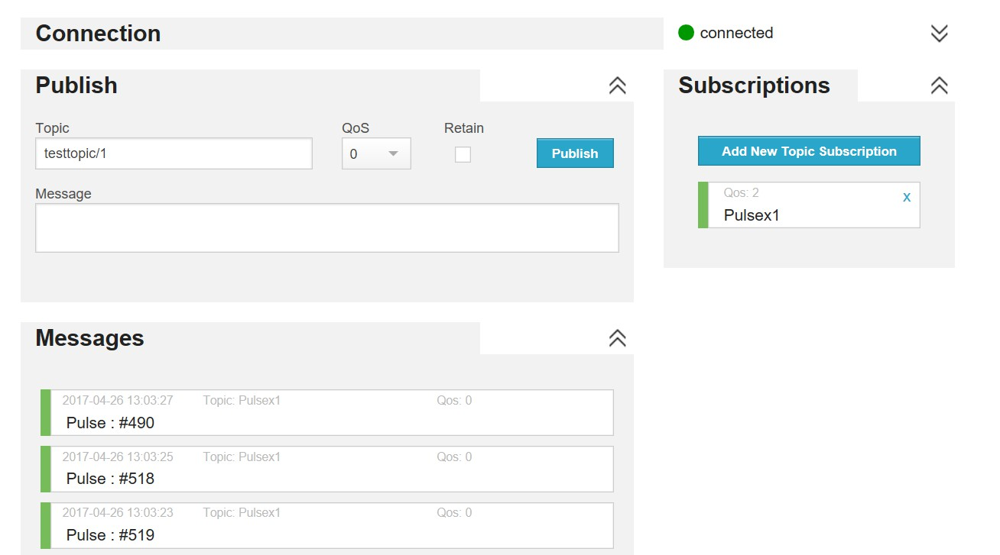 Connection
connected
Publish
Topic
QoS
Retain
testtopic/1
0
Publish
Message
Subscriptions
Add New Topic Subscription
Qos: 2
x
Pulsex1
Messages
2017-04-26 13:03:27 Topic: Pulsex1 Qos: 0
Pulse : #490
2017-04-26 13:03:25 Topic: Pulsex1 Qos: 0
Pulse : #518
2017-04-26 13:03:23 Topic: Pulsex1 Qos: 0
Pulse : #519